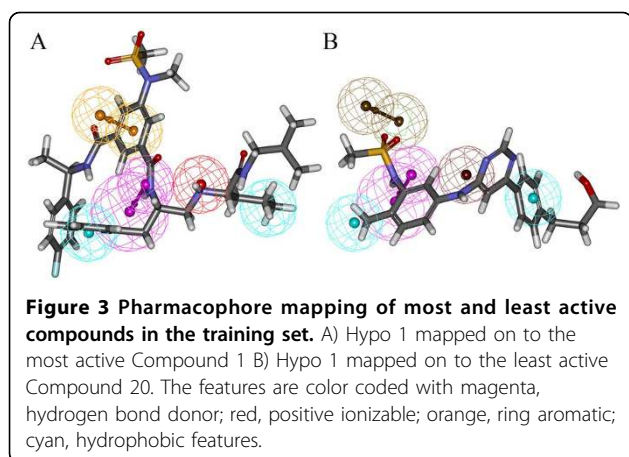 A
B
Figure 3 Pharmacophore mapping of most and least active
compounds in the training set. A) Hypo 1 mapped on to the
most active Compound 1 B) Hypo 1 mapped on to the least active
Compound 20. The features are color coded with magenta,
hydrogen bond donor; red, positive ionizable; orange, ring aromatic;
cyan, hydrophobic features.